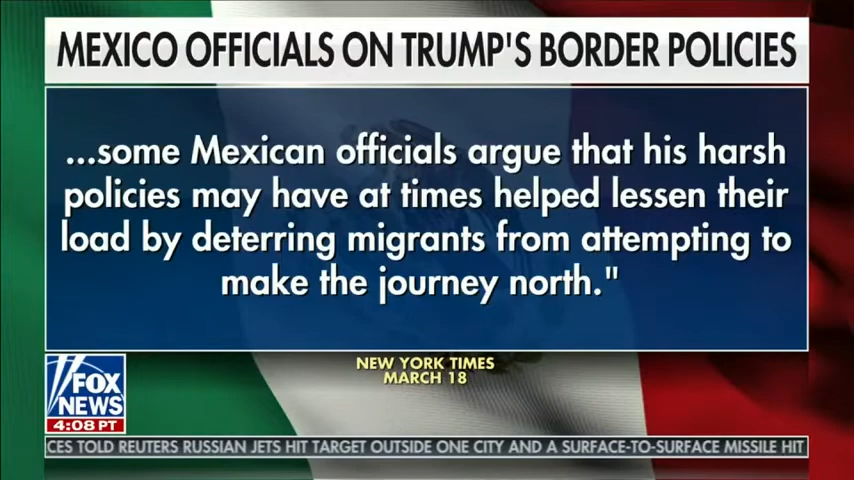 MEXICO OFFICIALS ON TRUMP'S BORDER POLICIES
...some Mexican officials argue that his harsh
policies may have at times helped lessen their
load by deterring migrants from attempting to
make the journey north."
NEW YORK TIMES
MARCH 18
FOX
NEWS
4:08 PT
CES TOLD REUTERS RUSSIAN JETS HIT TARGET OUTSIDE ONE CITY AND A SURFACE-TO-SURFACE MISSILE HIT